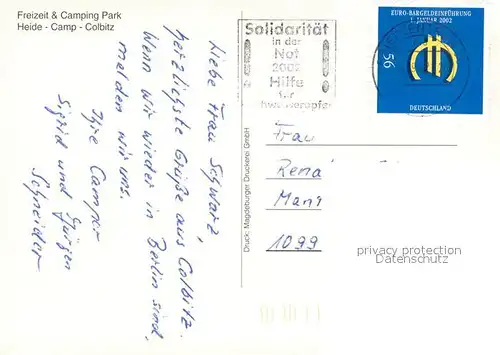 Freizeit & Camping Park
Heide - Camp - Colbitz
Liebe Frau Schwarz,
herzlichste Grüße aus Colbitz.
Wenn wir wieder in Berlin sind,
melden wir uns.
Ihre Camper
Sigrid und Jürgen
Schneider
Druck: Magdeburger Druckerei GmbH
Solidarität
in der
Not
2002
Hilfe
für
Hochwasseropfer
EURO-BARGELDEINFÜHRUNG
1. JANUAR 2002
56
DEUTSCHLAND
Frau
Rena
Mani
1099
privacy protection
Datenschutz